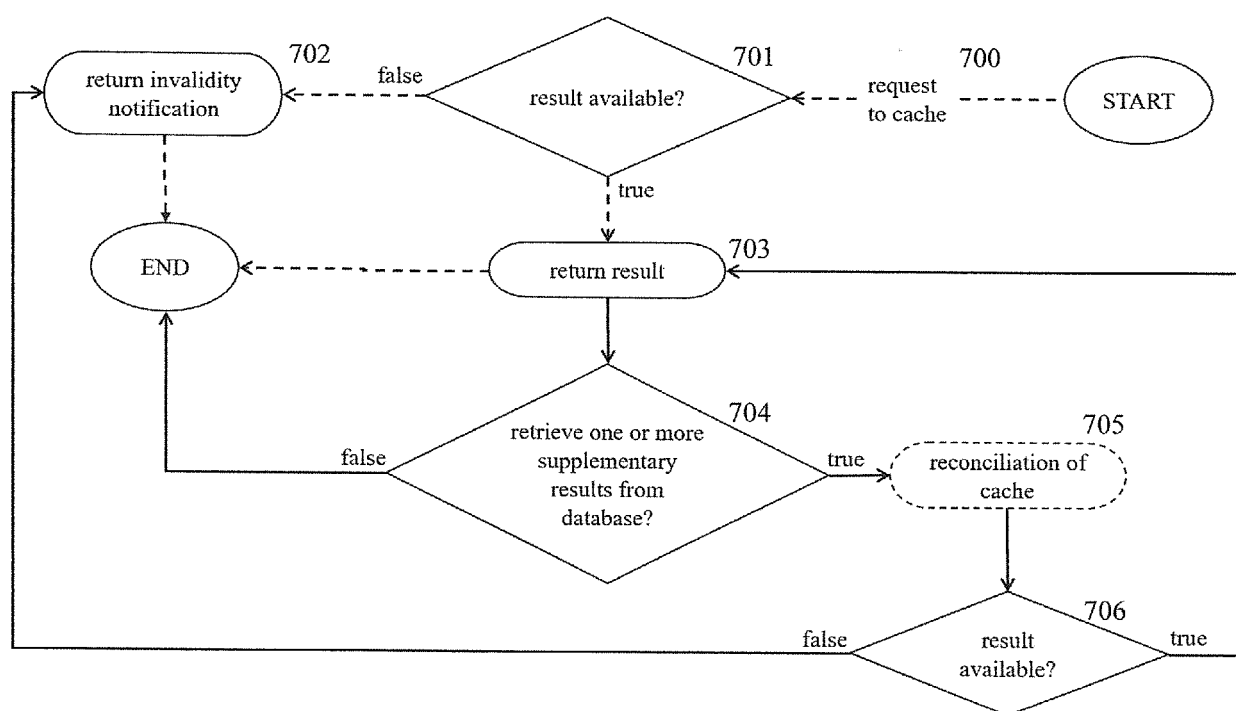 702
return invalidity
notification
false
701
result available?
700
request
to cache
START
true
END
703
return result
704
retrieve one or more
supplementary
results from
database?
false
true
705
reconciliation of
cache
706
false
result
available?
true